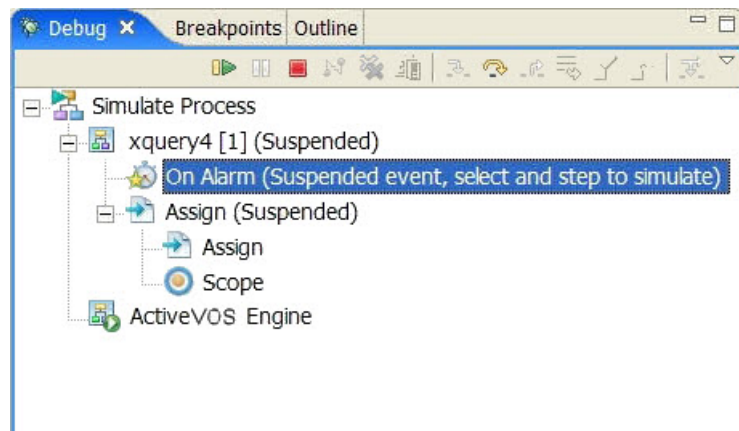 Debug Breakpoints Outline
Simulate Process
xquery4 [1] (Suspended)
On Alarm (Suspended event, select and step to simulate)
Assign (Suspended)
Assign
Scope
ActiveVOS Engine